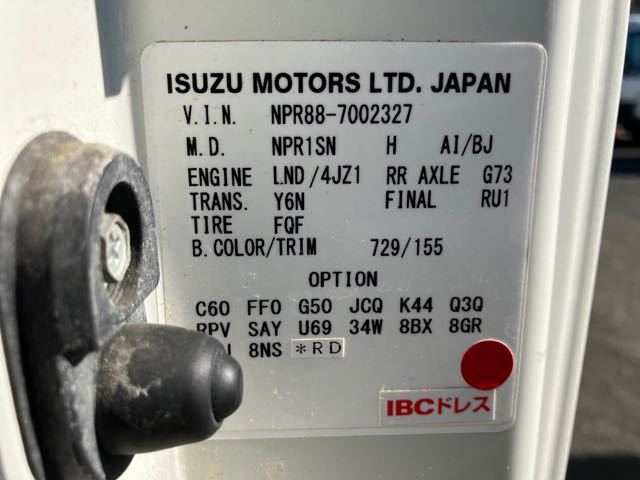 ISUZU MOTORS LTD. JAPAN
V.I.N. NPR88-7002327
M.D. NPR1SN H AI/BJ
ENGINE LND/4JZ1 RR AXLE G73
TRANS. Y6N FINAL RU1
TIRE FQF
B.COLOR/TRIM 729/155
OPTION
C60 FF0 G50 JCQ K44 Q3Q
RPV SAY U69 34W 8BX 8GR
8NS *RD
IBCドレス